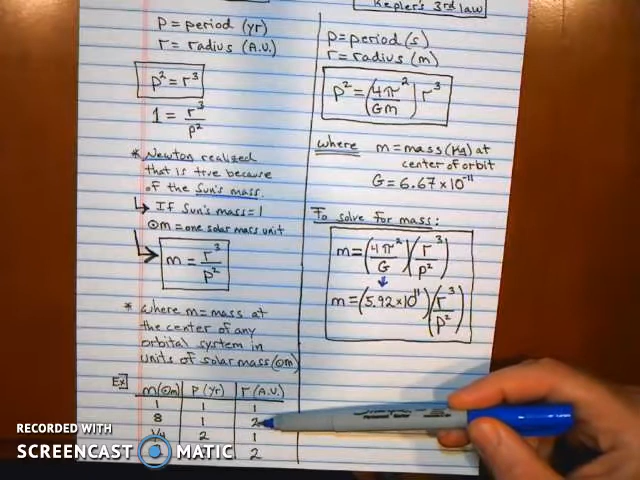 P = period (yr)
r = radius (A.U.)
p² = r³
1 = r³/p²
* Newton realized
that is true because
of the Sun's mass.
↳ If Sun's mass = 1
⊙m = one solar mass unit
m = r³/p²
* where m = mass at
the center of any
orbital system in
units of solar mass (⊙m)
Ex
m(⊙m) P(yr) r(A.U.)
1 1 1
8 1 2
1/4 2 1
2
Kepler's 3rd law
p = period (s)
r = radius (m)
p² = (4π²/Gm) r³
where m = mass (kg) at
center of orbit
G = 6.67 x 10⁻¹¹
To solve for mass:
m = (4π²/G)(r³/p²)
m = (5.92 x 10¹¹)(r³/p²)
RECORDED WITH
SCREENCAST MATIC